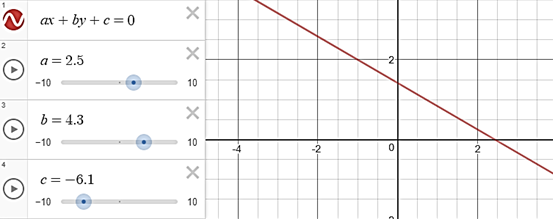 1
ax + by + c = 0
2
a = 2.5
-10 10
3
b = 4.3
-10 10
4
c = −6.1
-10 10
2
-4 -2 0 2